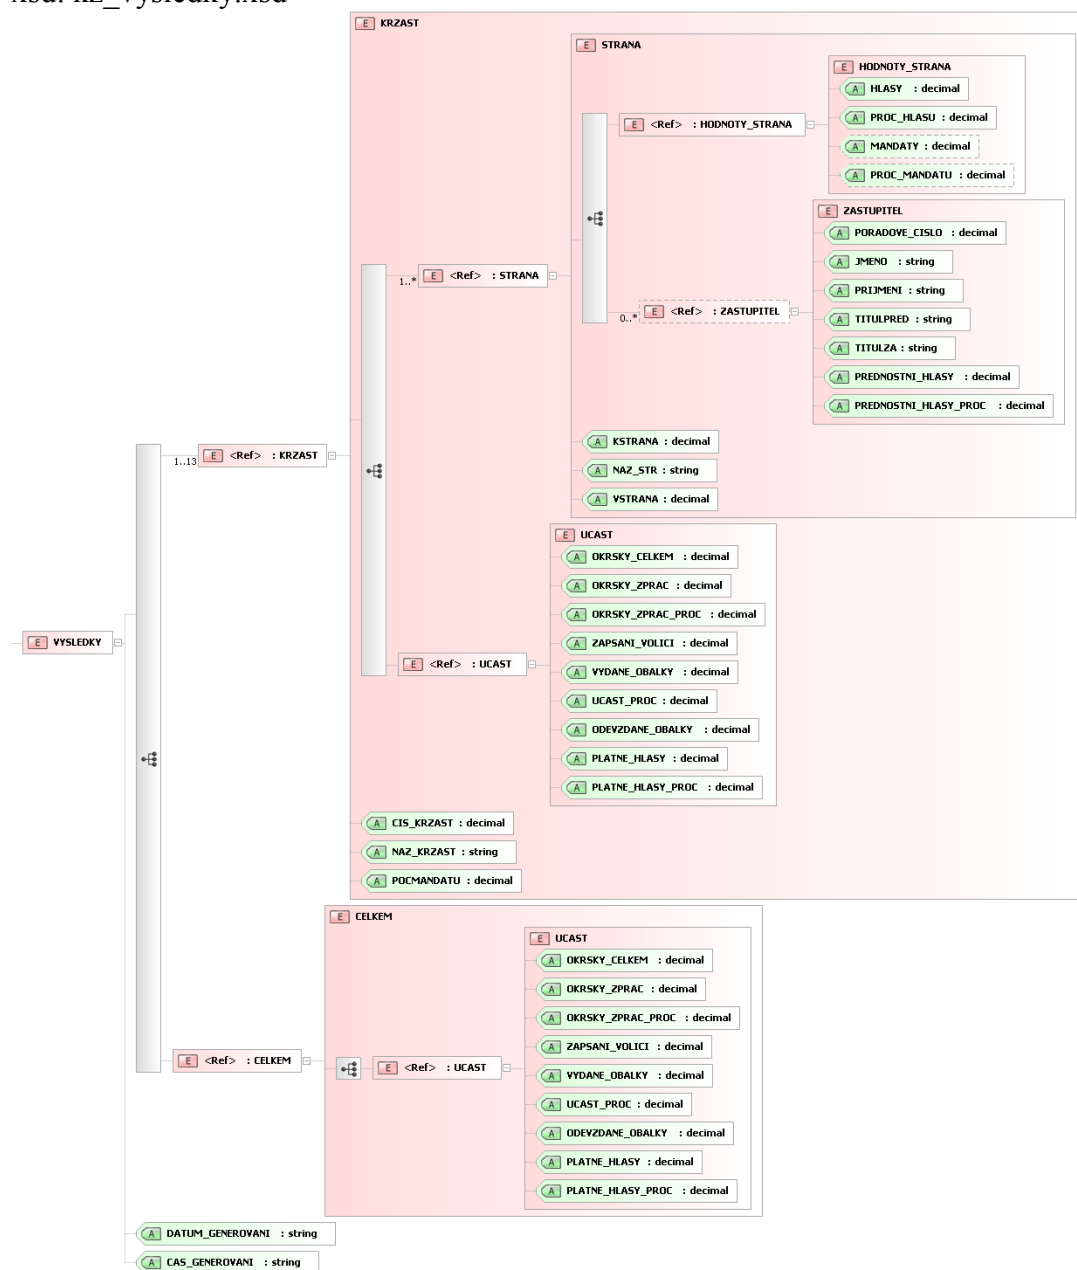 xsd: kz_vysledky.xsd
E KRZAST
E STRANA
E HODNOTY_STRANA
A HLASY : decimal
E <Ref> : HODNOTY_STRANA
A PROC_HLASU : decimal
A MANDATY : decimal
A PROC_MANDATU : decimal
E ZASTUPITEL
A PORADOVE_CISLO : decimal
A JMENO : string
1..* E <Ref> : STRANA
A PRIJMENI : string
0..* E <Ref> : ZASTUPITEL
A TITULPRED : string
A TITULZA : string
A PREDNOSTNI_HLASY : decimal
A PREDNOSTNI_HLASY_PROC : decimal
A KSTRANA : decimal
1..13 E <Ref> : KRZAST
A NAZ_STR : string
A VSTRANA : decimal
E UCAST
A OKRSKY_CELKEM : decimal
A OKRSKY_ZPRAC : decimal
A OKRSKY_ZPRAC_PROC : decimal
E VYSLEDKY
A ZAPSANI_VOLICI : decimal
E <Ref> : UCAST
A VYDANE_OBALKY : decimal
A UCAST_PROC : decimal
A ODEVZDANE_OBALKY : decimal
A PLATNE_HLASY : decimal
A PLATNE_HLASY_PROC : decimal
A CIS_KRZAST : decimal
A NAZ_KRZAST : string
A POCMANDATU : decimal
E CELKEM
E UCAST
A OKRSKY_CELKEM : decimal
A OKRSKY_ZPRAC : decimal
A OKRSKY_ZPRAC_PROC : decimal
A ZAPSANI_VOLICI : decimal
E <Ref> : CELKEM
E <Ref> : UCAST
A VYDANE_OBALKY : decimal
A UCAST_PROC : decimal
A ODEVZDANE_OBALKY : decimal
A PLATNE_HLASY : decimal
A PLATNE_HLASY_PROC : decimal
A DATUM_GENEROVANI : string
A CAS_GENEROVANI : string